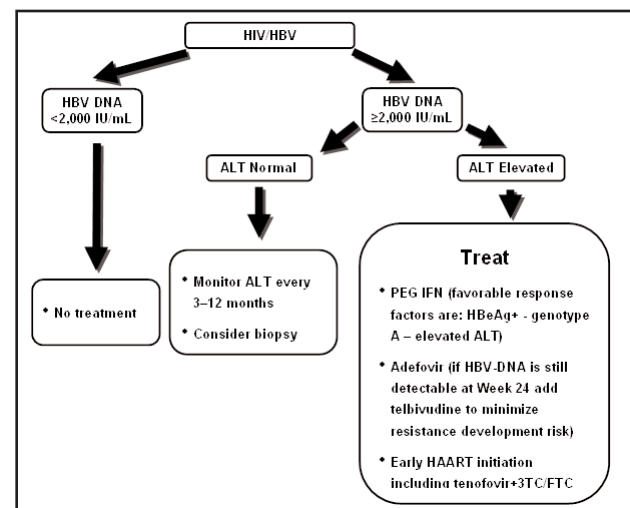 HIV/HBV
HBV DNA
<2,000 IU/mL
HBV DNA
≥2,000 IU/mL
ALT Normal
ALT Elevated
• No treatment
• Monitor ALT every
3–12 months
• Consider biopsy
Treat
• PEG IFN (favorable response
factors are: HBeAg+ - genotype
A – elevated ALT)
• Adefovir (if HBV-DNA is still
detectable at Week 24 add
telbivudine to minimize
resistance development risk)
• Early HAART initiation
including tenofovir+3TC/FTC